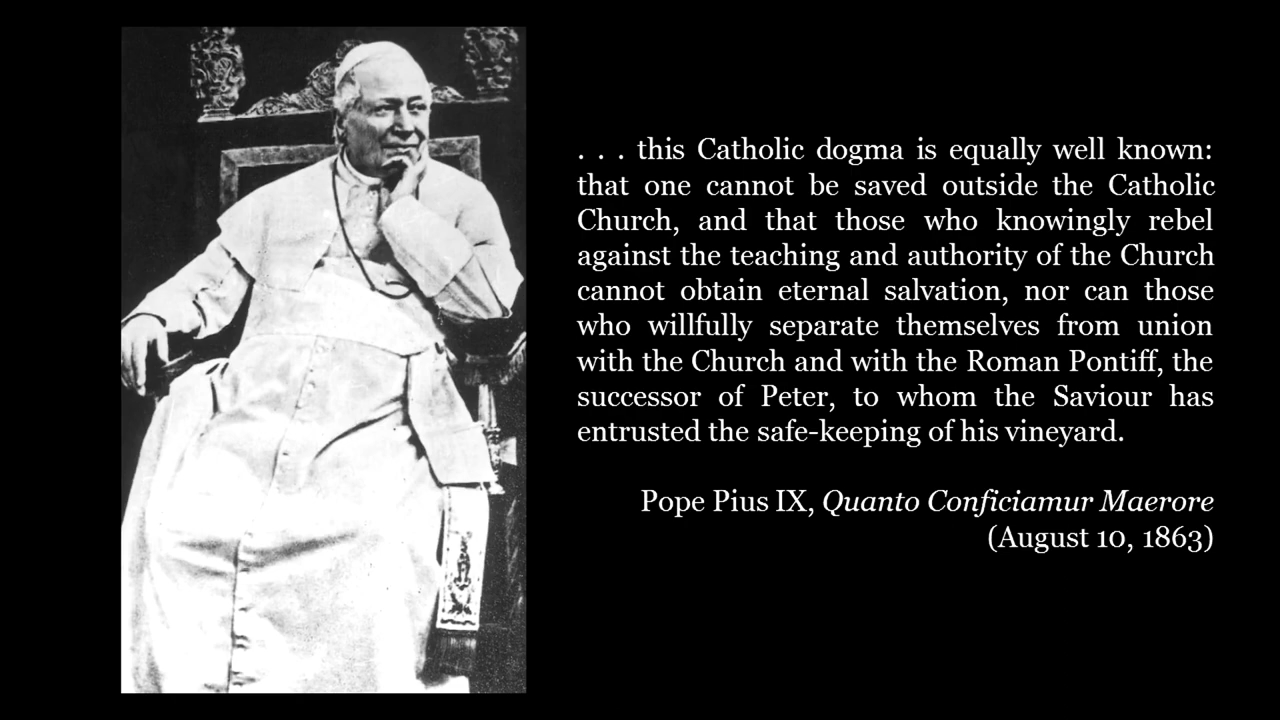 . . . this Catholic dogma is equally well known:
that one cannot be saved outside the Catholic
Church, and that those who knowingly rebel
against the teaching and authority of the Church
cannot obtain eternal salvation, nor can those
who willfully separate themselves from union
with the Church and with the Roman Pontiff, the
successor of Peter, to whom the Saviour has
entrusted the safe-keeping of his vineyard.
Pope Pius IX, Quanto Conficiamur Maerore
(August 10, 1863)